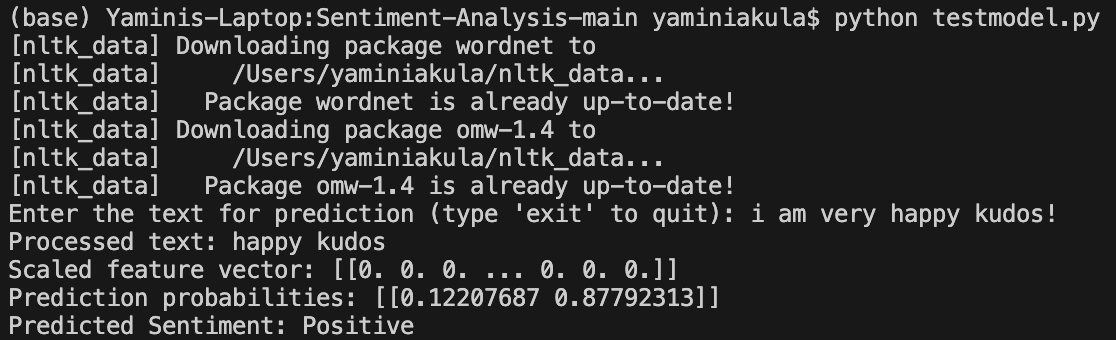 (base) Yaminis-Laptop:Sentiment-Analysis-main yaminiakula$ python testmodel.py
[nltk_data] Downloading package wordnet to
[nltk_data]     /Users/yaminiakula/nltk_data...
[nltk_data]   Package wordnet is already up-to-date!
[nltk_data] Downloading package omw-1.4 to
[nltk_data]     /Users/yaminiakula/nltk_data...
[nltk_data]   Package omw-1.4 is already up-to-date!
Enter the text for prediction (type 'exit' to quit): i am very happy kudos!
Processed text: happy kudos
Scaled feature vector: [[0. 0. 0. ... 0. 0. 0.]]
Prediction probabilities: [[0.12207687 0.87792313]]
Predicted Sentiment: Positive